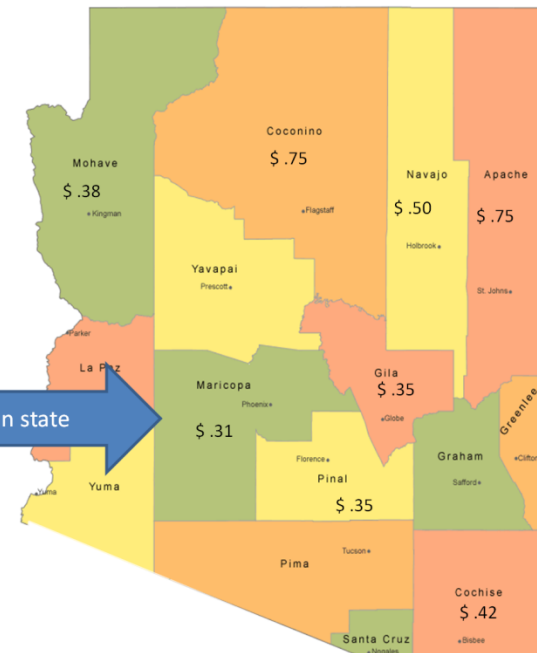 Coconino
$ .75
Mohave
$ .38
Kingman
Navajo
$ .50
Apache
$ .75
Flagstaff
Holbrook
Yavapai
Prescott
St. Johns
Parker
La Paz
Maricopa
Phoenix
$ .31
n state
Gila
$ .35
Globe
Greenlee
Clifton
Graham
Safford
Florence
Pinal
$ .35
Yuma
Yuma
Pima
Tucson
Cochise
$ .42
Bisbee
Santa Cruz
Nogales